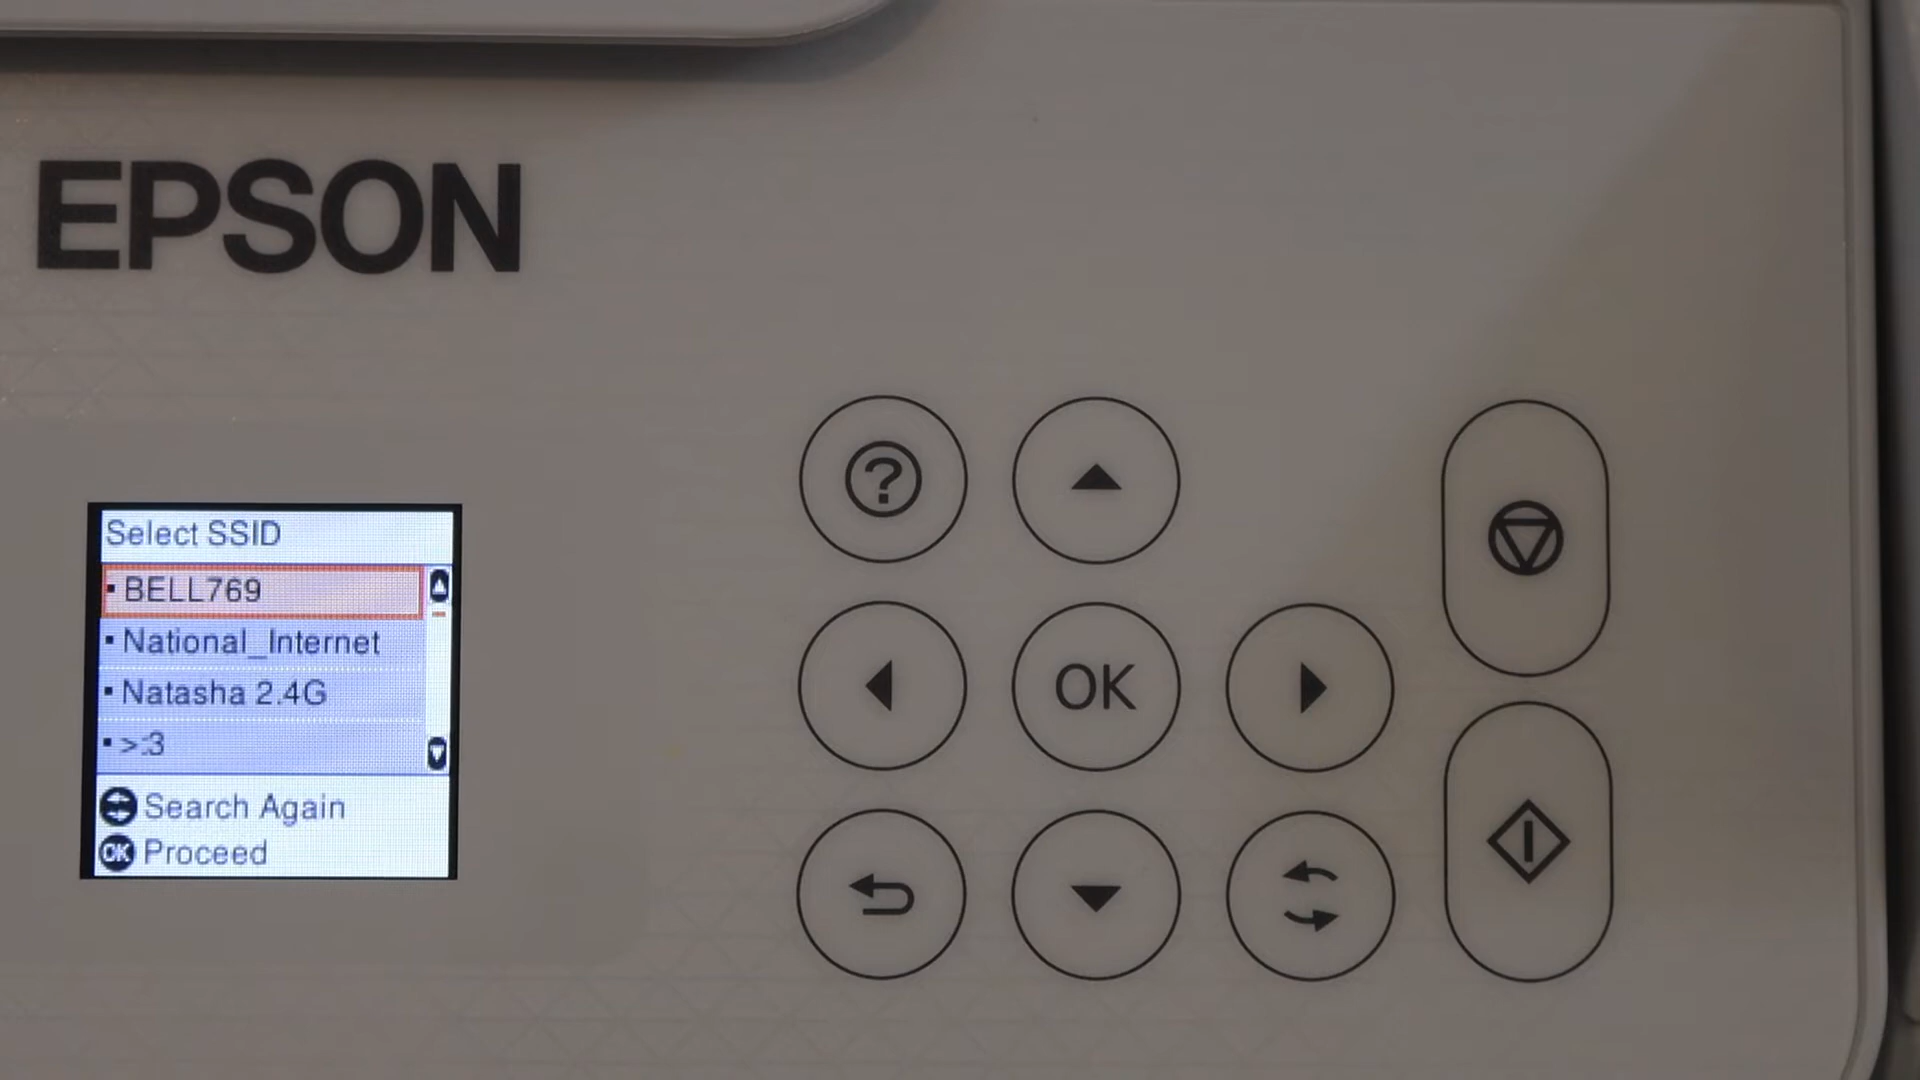 EPSON
?
Select SSID
BELL769
National_Internet
Natasha 2.4G
>:3
Search Again
OK Proceed
OK